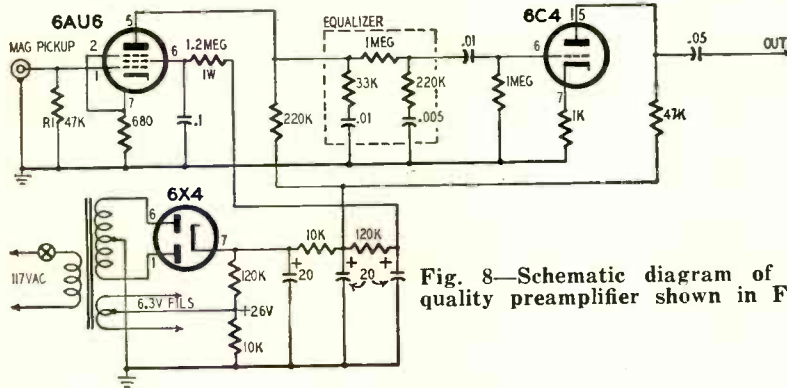 6AU6
5
2
1
6
7
1.2MEG
1W
MAG PICKUP
R1
47K
680
.1
220K
EQUALIZER
1MEG
33K
220K
.01
.005
.01
1MEG
6C4
1
5
6
7
1K
.05
OUT
47K
6X4
6
1
7
117VAC
6.3V FILS
120K
+26V
10K
10K
120K
+
20
+
20
+
Fig. 8—Schematic diagram of
quality preamplifier shown in F